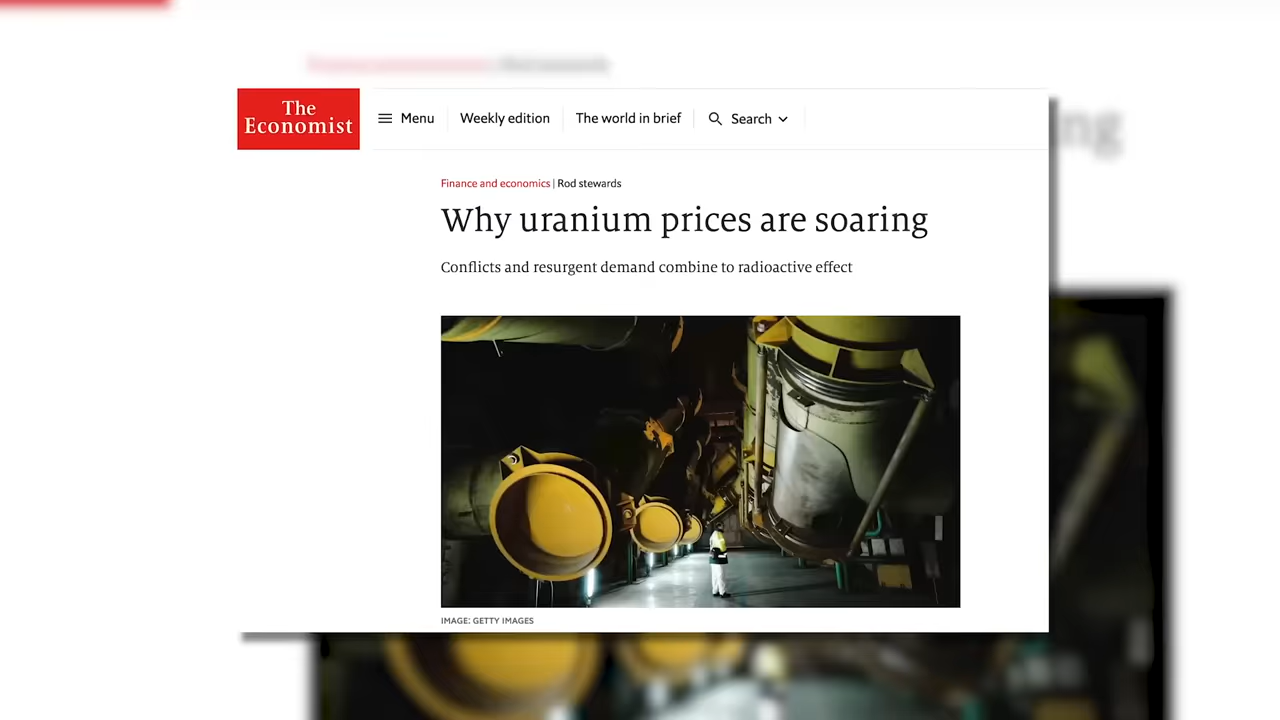 The
Economist
Menu
Weekly edition
The world in brief
Search
Finance and economics | Rod stewards
Why uranium prices are soaring
Conflicts and resurgent demand combine to radioactive effect
IMAGE: GETTY IMAGES